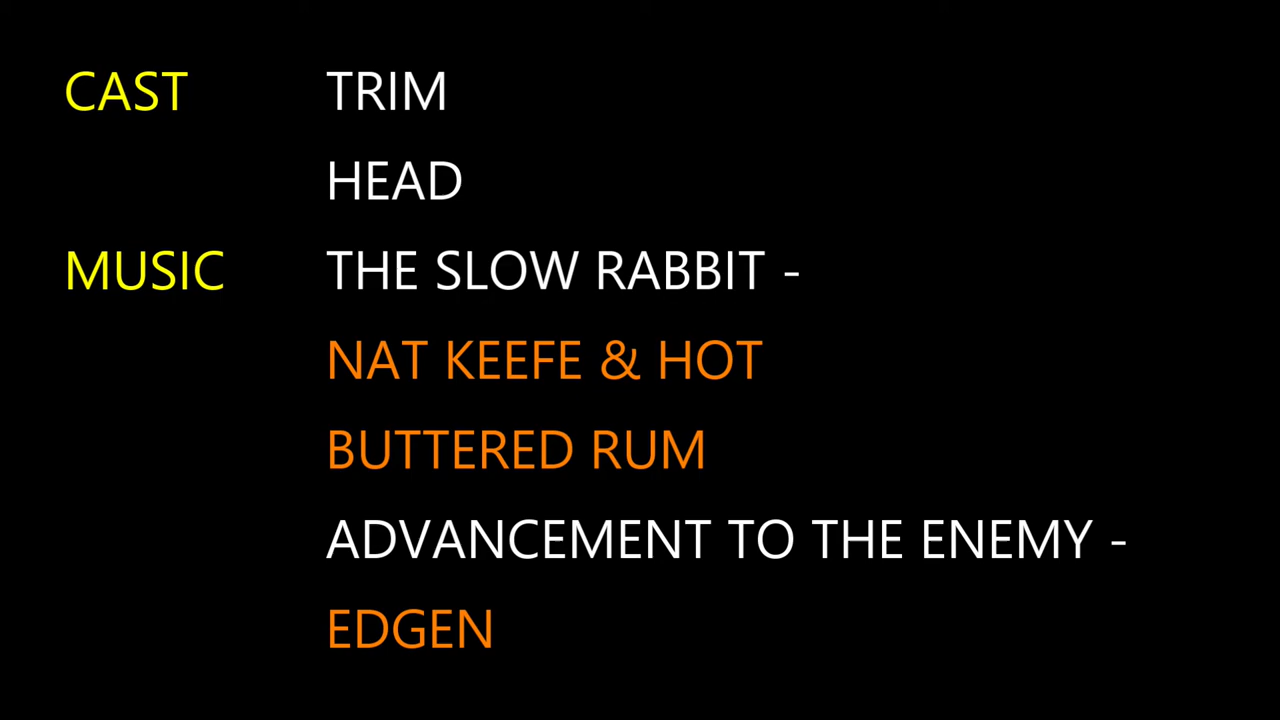 CAST TRIM
HEAD
MUSIC THE SLOW RABBIT -
NAT KEEFE & HOT
BUTTERED RUM
ADVANCEMENT TO THE ENEMY -
EDGEN